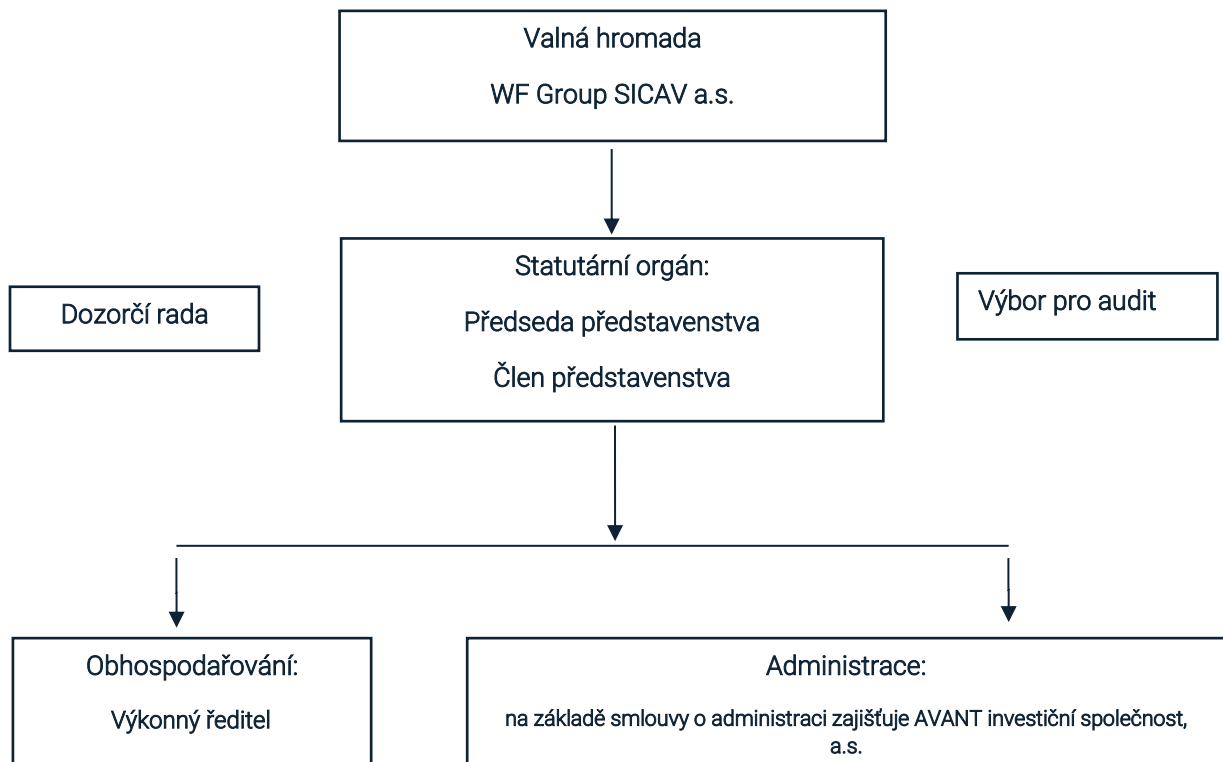 Valná hromada
WF Group SICAV a.s.
Statutární orgán:
Předseda představenstva
Člen představenstva
Dozorčí rada
Výbor pro audit
Obhospodařování:
Výkonný ředitel
Administrace:
na základě smlouvy o administraci zajišťuje AVANT investiční společnost,
a.s.